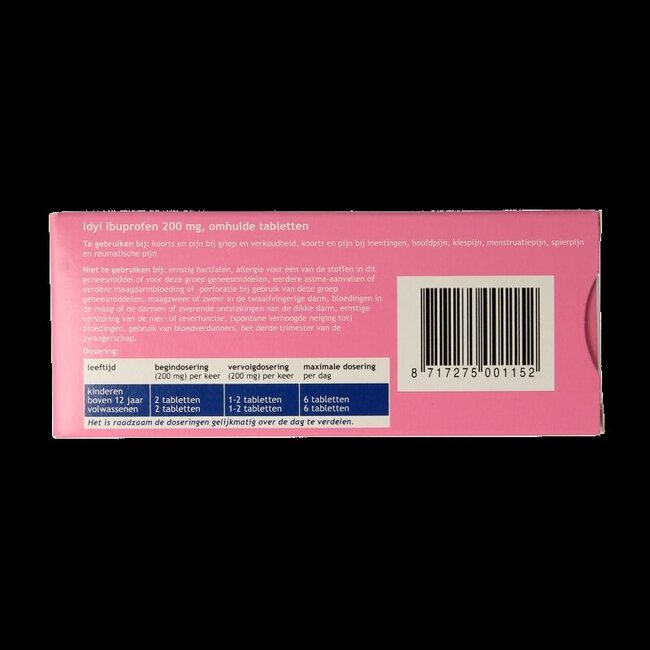 Idyl Ibuprofen 200 mg, omhulde tabletten
Te gebruiken bij: koorts en pijn bij griep en verkoudheid, koorts en pijn bij inentingen, hoofdpijn, kiespijn, menstruatiepijn, spierpijn
en reumatische pijn.
Niet te gebruiken bij: ernstig hartfalen, allergie voor één van de stoffen in dit
geneesmiddel of voor deze groep geneesmiddelen, eerdere astma-aanvallen of
eerdere maagdarmbloeding of -perforatie bij gebruik van deze groep
geneesmiddelen, maagzweer of zweer in de twaalfvingerige darm, bloedingen in
de maag of de darmen of zwerende ontstekingen van de dikke darm, ernstige
verstoring van de nier- of leverfunctie, (spontane verhoogde neiging tot)
bloedingen, gebruik van bloedverdunners, het derde trimester van de
zwangerschap.
Dosering:
leeftijd begindosering vervolgdosering maximale dosering
(200 mg) per keer (200 mg) per keer per dag
kinderen
boven 12 jaar 2 tabletten 1-2 tabletten 6 tabletten
volwassenen 2 tabletten 1-2 tabletten 6 tabletten
Het is raadzaam de doseringen gelijkmatig over de dag te verdelen.
8 717275 001152